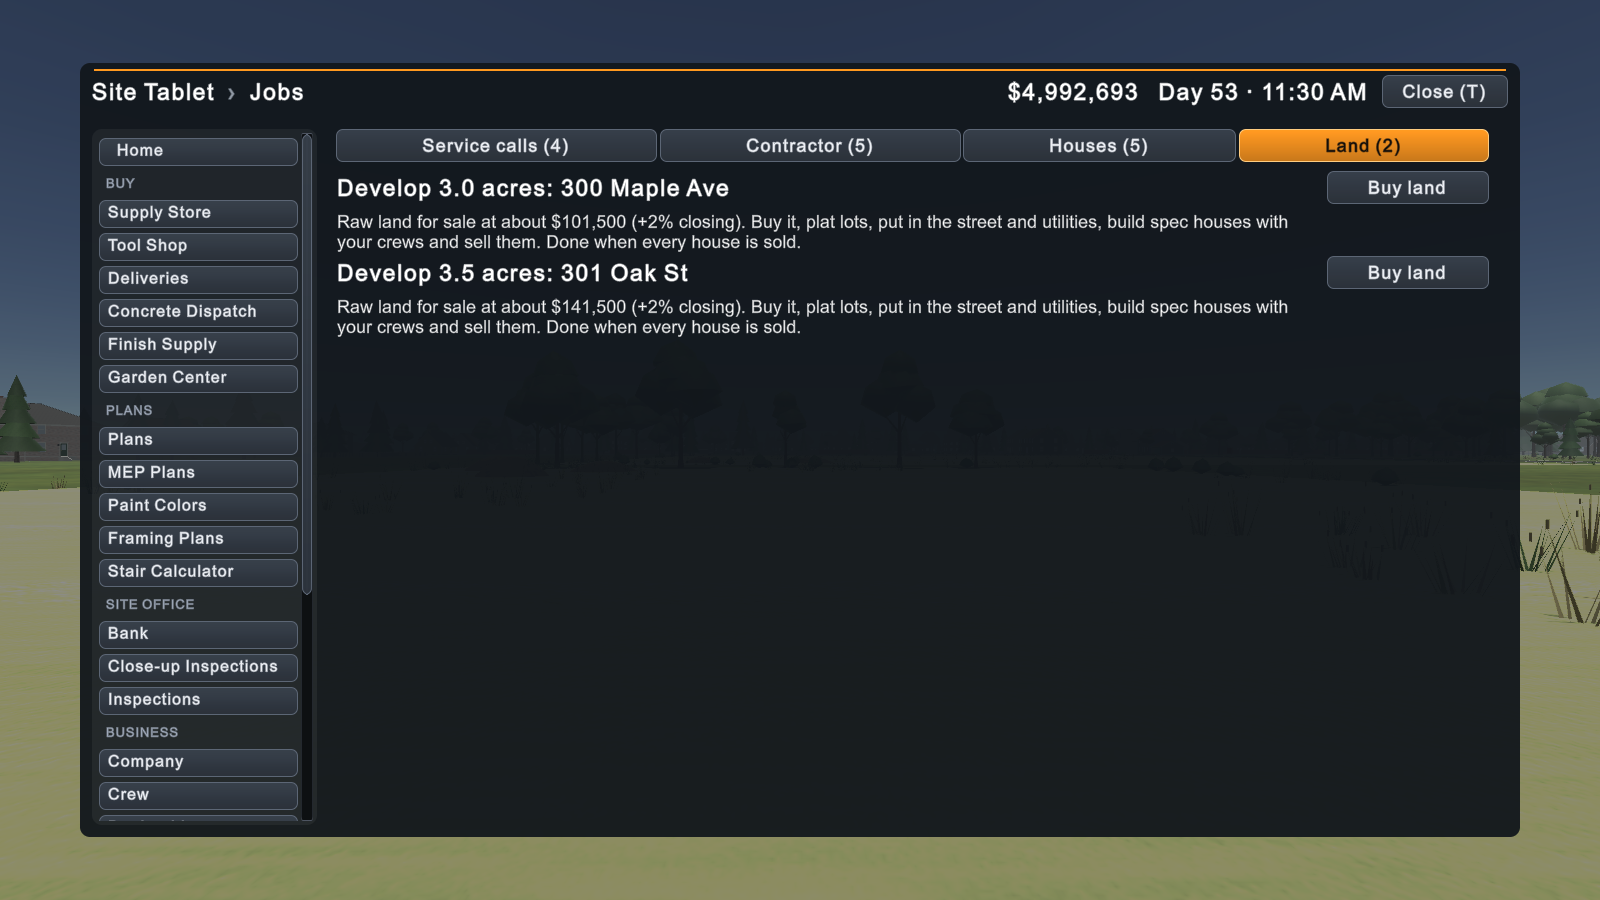 Site Tablet › Jobs
$4,992,693 Day 53 · 11:30 AM Close (T)
Home
BUY
Supply Store
Tool Shop
Deliveries
Concrete Dispatch
Finish Supply
Garden Center
PLANS
Plans
MEP Plans
Paint Colors
Framing Plans
Stair Calculator
SITE OFFICE
Bank
Close-up Inspections
Inspections
BUSINESS
Company
Crew
Service calls (4) Contractor (5) Houses (5) Land (2)
Develop 3.0 acres: 300 Maple Ave Buy land
Raw land for sale at about $101,500 (+2% closing). Buy it, plat lots, put in the street and utilities, build spec houses with
your crews and sell them. Done when every house is sold.
Develop 3.5 acres: 301 Oak St Buy land
Raw land for sale at about $141,500 (+2% closing). Buy it, plat lots, put in the street and utilities, build spec houses with
your crews and sell them. Done when every house is sold.